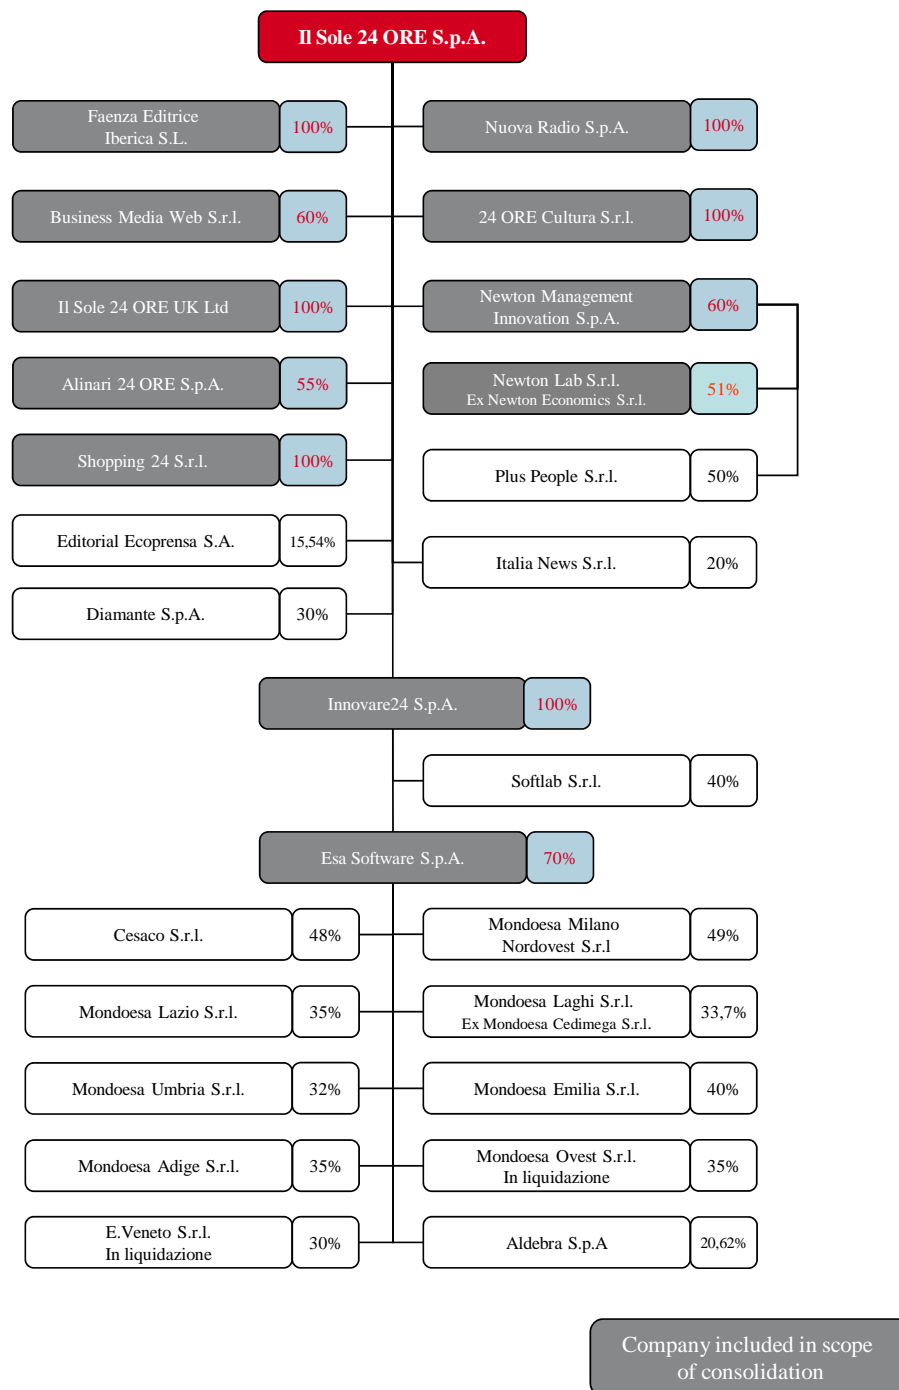 Il Sole 24 ORE S.p.A.
Faenza Editrice
Iberica S.L.
100%
Nuova Radio S.p.A.
100%
Business Media Web S.r.l.
60%
24 ORE Cultura S.r.l.
100%
Il Sole 24 ORE UK Ltd
100%
Newton Management
Innovation S.p.A.
60%
Alinari 24 ORE S.p.A.
55%
Newton Lab S.r.l.
Ex Newton Economics S.r.l.
51%
Shopping 24 S.r.l.
100%
Plus People S.r.l.
50%
Editorial Ecoprensa S.A.
15,54%
Italia News S.r.l.
20%
Diamante S.p.A.
30%
Innovare24 S.p.A.
100%
Softlab S.r.l.
40%
Esa Software S.p.A.
70%
Cesaco S.r.l.
48%
Mondoesa Milano
Nordovest S.r.l
49%
Mondoesa Lazio S.r.l.
35%
Mondoesa Laghi S.r.l.
Ex Mondoesa Cedimega S.r.l.
33,7%
Mondoesa Umbria S.r.l.
32%
Mondoesa Emilia S.r.l.
40%
Mondoesa Adige S.r.l.
35%
Mondoesa Ovest S.r.l.
In liquidazione
35%
E.Veneto S.r.l.
In liquidazione
30%
Aldebra S.p.A
20,62%
Company included in scope
of consolidation